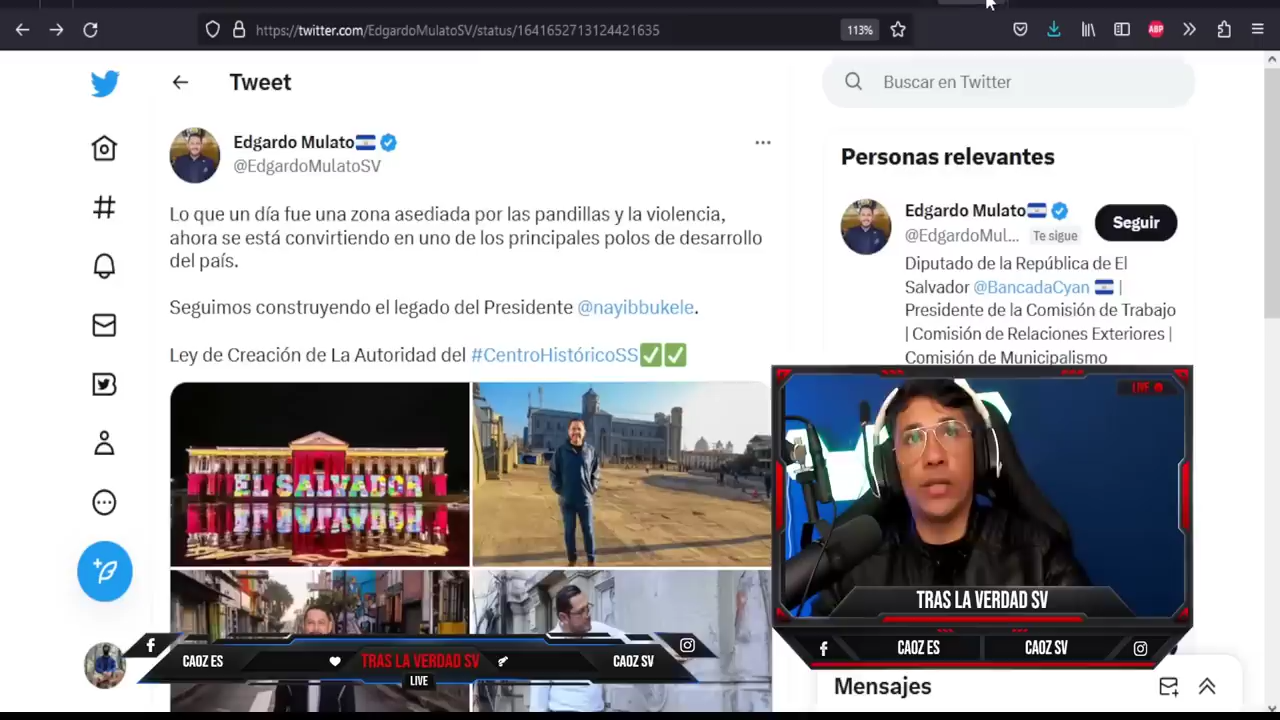 113%
https://twitter.com/EdgardoMulatoSV/status/1641652713124421635
ABP
Tweet
Buscar en Twitter
Edgardo Mulato
@EdgardoMulatoSV
Lo que un día fue una zona asediada por las pandillas y la violencia,
ahora se está convirtiendo en uno de los principales polos de desarrollo
del país.
Seguimos construyendo el legado del Presidente @nayibbukele.
Ley de Creación de La Autoridad del #CentroHistóricoSS✅✅
EL SALVADOR
Personas relevantes
Edgardo Mulato
@EdgardoMul... Te sigue
Seguir
Diputado de la República de El
Salvador @BancadaCyan |
Presidente de la Comisión de Trabajo
| Comisión de Relaciones Exteriores |
Comisión de Municipalismo
LIVE
TRAS LA VERDAD SV
CAOZ ES
CAOZ SV
CAOZ ES
TRAS LA VERDAD SV
CAOZ SV
LIVE
Mensajes